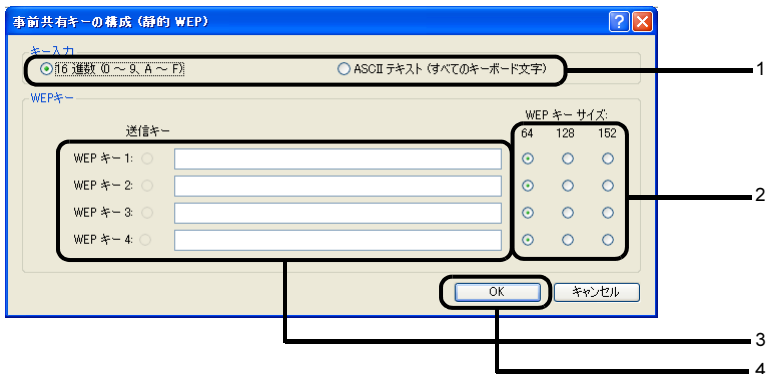 事前共有キーの構成 (静的 WEP)
キー入力
16 進数 (0 ～ 9、A ～ F)
ASCII テキスト (すべてのキーボード文字)
1
WEPキー
WEP キー サイズ:
送信キー
64 128 152
WEP キー 1:
WEP キー 2:
2
WEP キー 3:
WEP キー 4:
OK
キャンセル
3
4